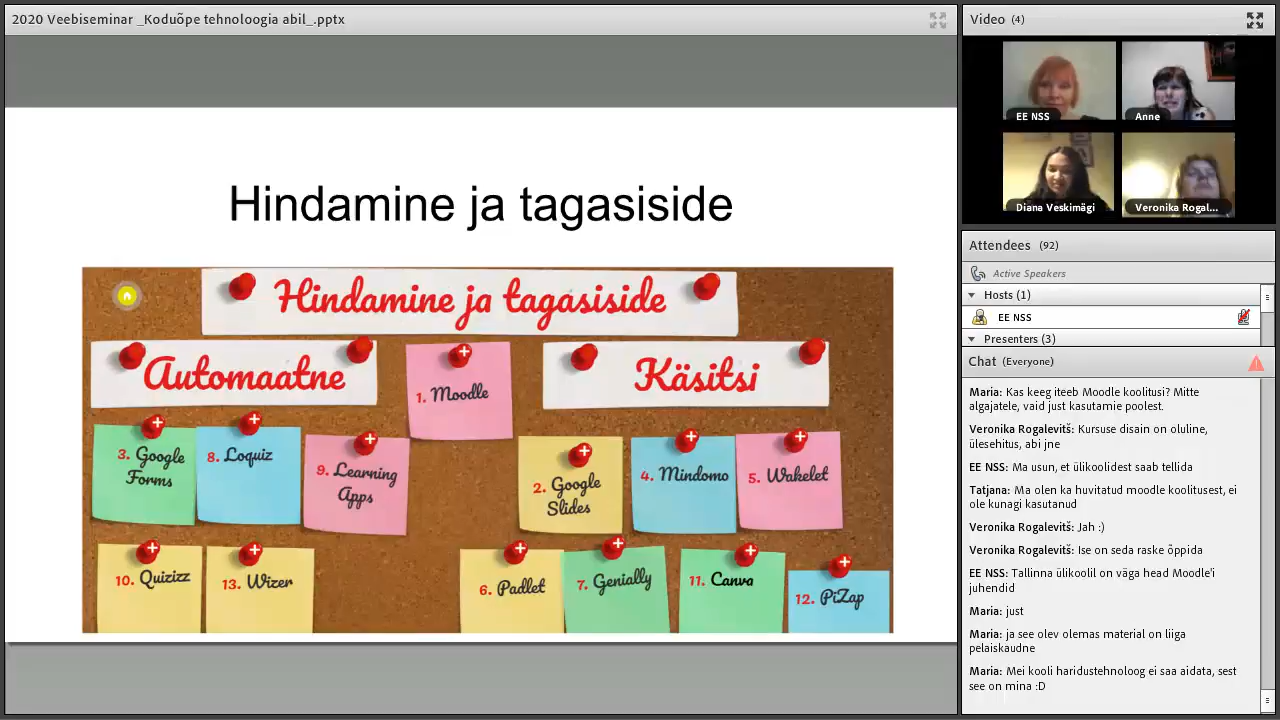 2020 Veebiseminar _Koduõpe tehnoloogia abil_.pptx
Hindamine ja tagasiside
Hindamine ja tagasiside
Automaatne
1. Moodle
Käsitsi
3. Google
Forms
8. Loquiz
9. Learning
Apps
2. Google
Slides
4. Mindomo
5. Wakelet
10. Quizizz
13. Wizer
6. Padlet
7. Genially
11. Canva
12. PiZap
Video (4)
EE NSS
Anne
Diana Veskimägi
Veronika Rogal...
Attendees (92)
Active Speakers
Hosts (1)
EE NSS
Presenters (3)
Chat (Everyone)
Maria: Kas keeg iteeb Moodle koolitusi? Mitte
algajatele, vaid just kasutamie poolest.
Veronika Rogalevitš: Kursuse disain on oluline,
ülesehitus, abi jne
EE NSS: Ma usun, et ülikoolidest saab tellida
Tatjana: Ma olen ka huvitatud moodle koolitusest, ei
ole kunagi kasutanud
Veronika Rogalevitš: Jah :)
Veronika Rogalevitš: Ise on seda raske õppida
EE NSS: Tallinna ülikoolil on väga head Moodle'i
juhendid
Maria: just
Maria: ja see olev olemas material on liiga
pelaiskaudne
Maria: Mei kooli haridustehnoloog ei saa aidata, sest
see on mina :D